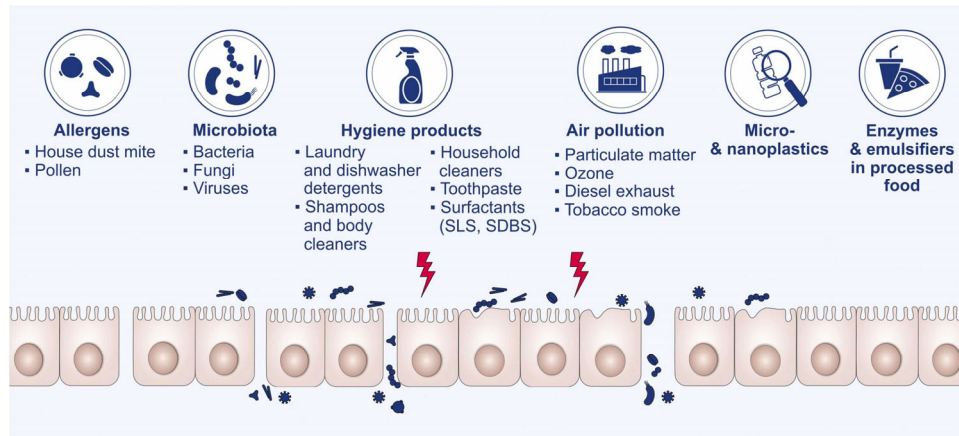 Allergens
▪ House dust mite
▪ Pollen
Microbiota
▪ Bacteria
▪ Fungi
▪ Viruses
Hygiene products
▪ Laundry
and dishwasher
detergents
▪ Shampoos
and body
cleaners
▪ Household
cleaners
▪ Toothpaste
▪ Surfactants
(SLS, SDBS)
Air pollution
▪ Particulate matter
▪ Ozone
▪ Diesel exhaust
▪ Tobacco smoke
Micro-
& nanoplastics
Enzymes
& emulsifiers
in processed
food